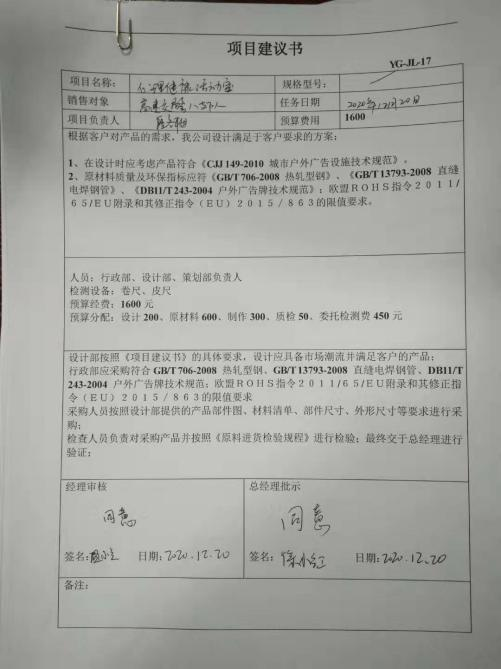 项目建议书
YG-JL-17
项目名称: 心理健康活动室 规格型号:
销售对象 任务日期 2020年12月20日
项目负责人 预算费用 1600
根据客户对产品的需求，我公司设计满足于客户要求的方案:
1、在设计时应考虑产品符合《CJJ 149-2010 城市户外广告设施技术规范》。
2、原材料质量及环保指标应符《GB/T 706-2008 热轧型钢》、《GB/T 13793-2008 直缝
电焊钢管》、《DB11/T 243-2004 户外广告牌技术规范》；欧盟ROHS指令2011/
65/EU附录和其修正指令（EU）2015/863的限值要求。
人员：行政部、设计部、策划部负责人
检测设备：卷尺、皮尺
预算经费：1600 元
预算分配：设计 200、原材料 600、制作 300、质检 50、委托检测费 450 元
设计部按照《项目建议书》的具体要求，设计应具备市场潮流并满足客户的产品；
行政部应采购符合 GB/T 706-2008 热轧型钢、GB/T 13793-2008 直缝电焊钢管、DB11/T
243-2004 户外广告牌技术规范；欧盟ROHS指令2011/65/EU附录和其修正指
令（EU）2015/863的限值要求
采购人员按照设计部提供的产品部件图、材料清单、部件尺寸、外形尺寸等要求进行采
购；
检查人员负责对采购产品并按照《原料进货检验规程》进行检验；最终交于总经理进行
验证；
经理审核 总经理批示
同意 同意
签名: 日期: 2020.12.20 签名: 徐小红 日期: 2020.12.20
备注: